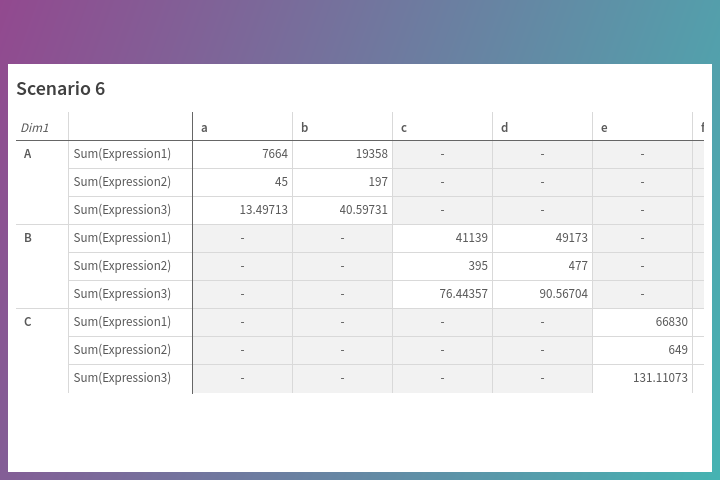 Scenario 6
Dim1 a b c d e f
A Sum(Expression1) 7664 19358 - - -
Sum(Expression2) 45 197 - - -
Sum(Expression3) 13.49713 40.59731 - - -
B Sum(Expression1) - - 41139 49173 -
Sum(Expression2) - - 395 477 -
Sum(Expression3) - - 76.44357 90.56704 -
C Sum(Expression1) - - - - 66830
Sum(Expression2) - - - - 649
Sum(Expression3) - - - - 131.11073